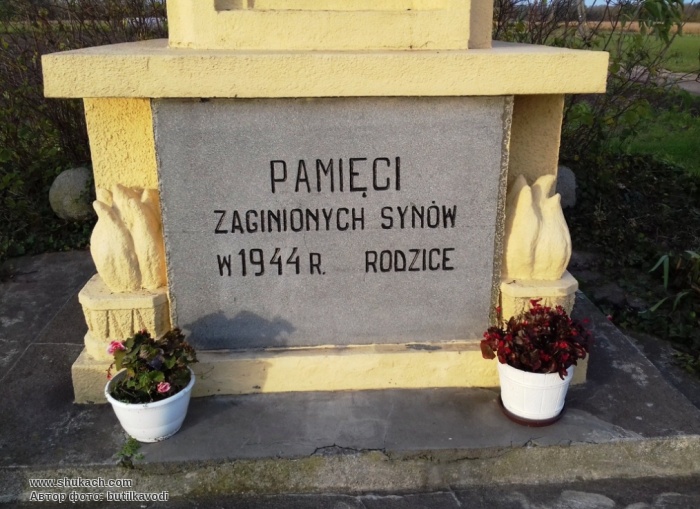 PAMIĘCI
ZAGINIONYCH SYNÓW
W 1944 R. RODZICE
www.shukach.com
Автор фото: butilkavodi